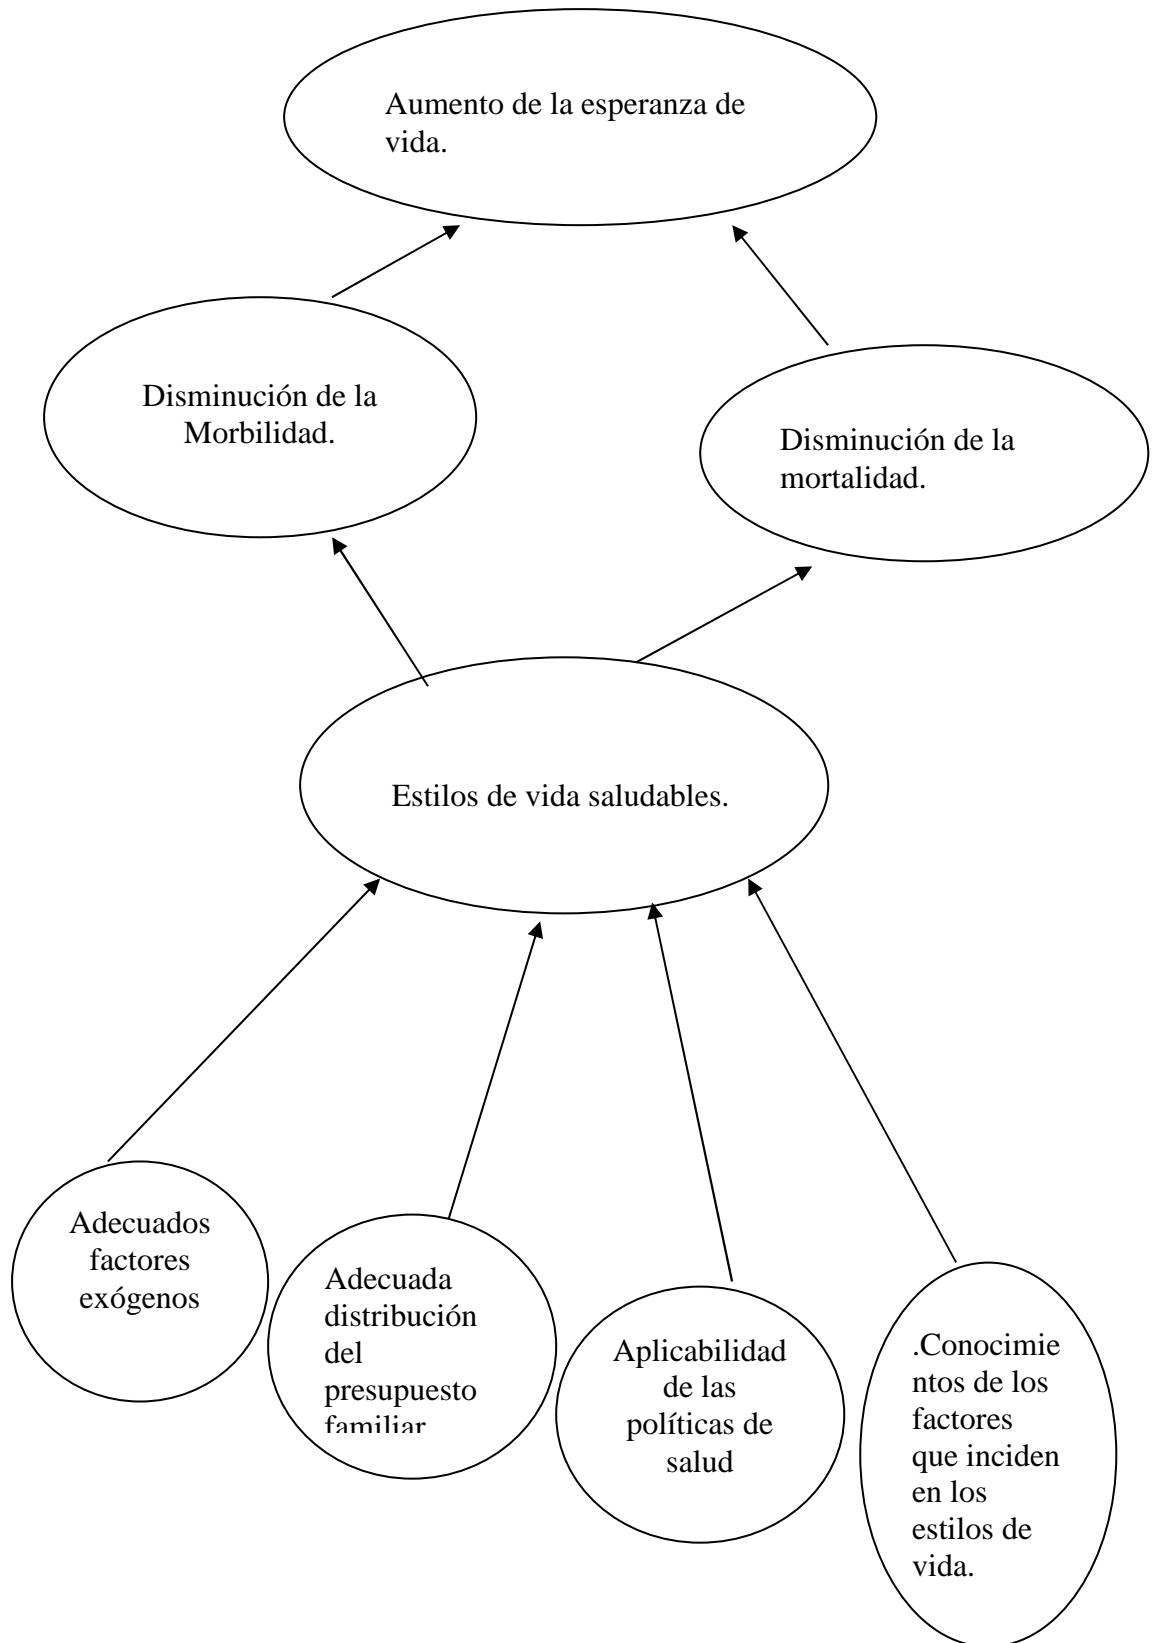 Aumento de la esperanza de
vida.
Disminución de la
Morbilidad.
Disminución de la
mortalidad.
Estilos de vida saludables.
Adecuados
factores
exógenos
Adecuada
distribución
del
presupuesto
familiar
Aplicabilidad
de las
políticas de
salud
.Conocimie
ntos de los
factores
que inciden
en los
estilos de
vida.